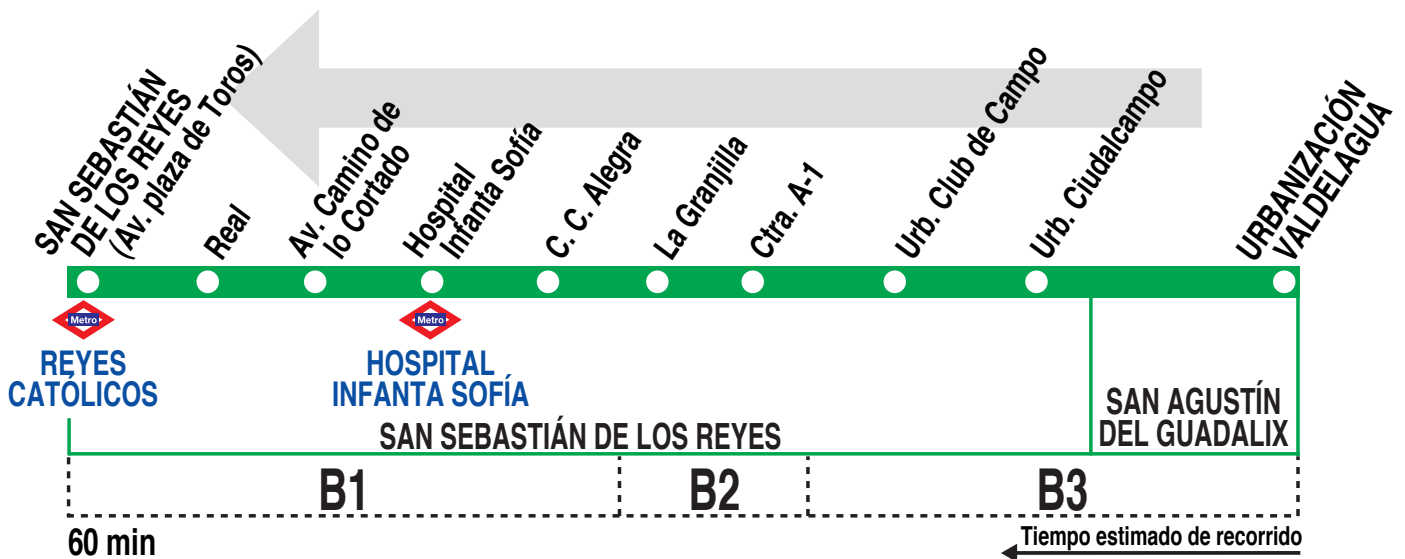 SAN SEBASTIÁN
DE LOS REYES
(Av. plaza de Toros)
Real
Av. Camino de
lo Cortado
Hospital
Infanta Sofía
C. C. Alegra
La Granjilla
Ctra. A-1
Urb. Club de Campo
Urb. Ciudalcampo
URBANIZACIÓN
VALDELAGUA
Metro
Metro
REYES
CATÓLICOS
HOSPITAL
INFANTA SOFÍA
SAN SEBASTIÁN DE LOS REYES
SAN AGUSTÍN
DEL GUADALIX
B1
B2
B3
60 min
Tiempo estimado de recorrido